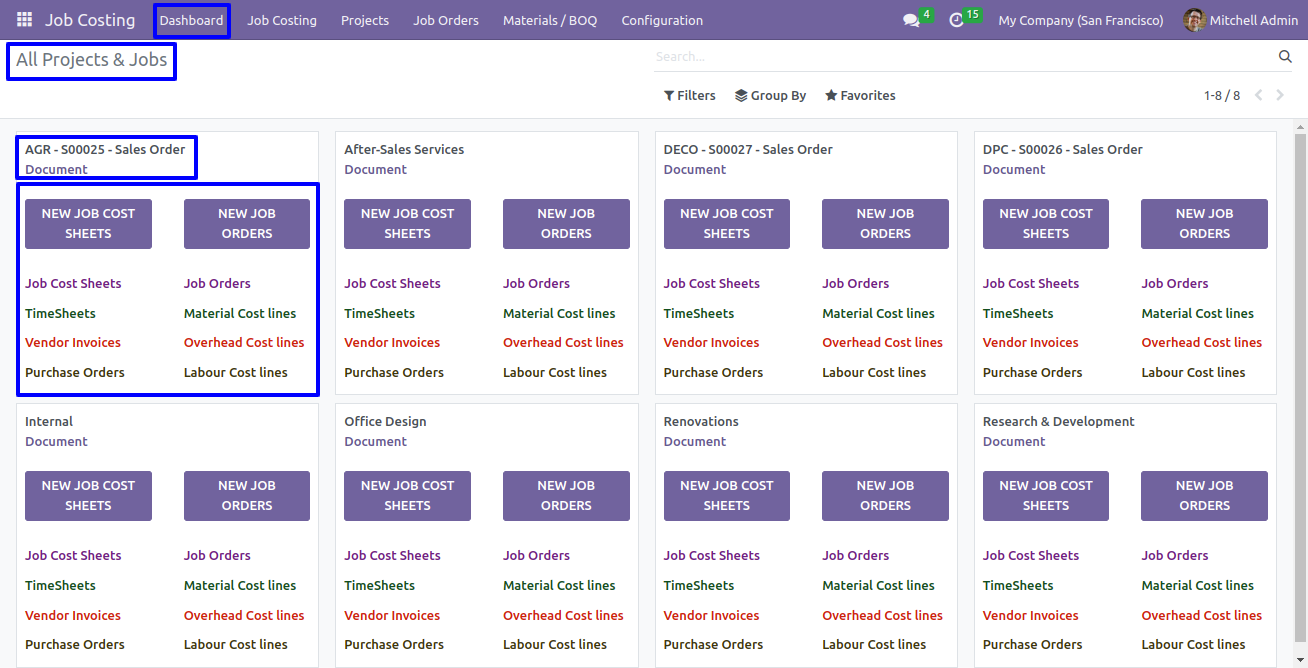 Job Costing Dashboard Job Costing Projects Job Orders Materials / BOQ Configuration 4 15 My Company (San Francisco) Mitchell Admin
All Projects & Jobs Search...
Filters Group By Favorites 1-8 / 8
AGR - S00025 - Sales Order After-Sales Services DECO - S00027 - Sales Order DPC - S00026 - Sales Order
Document Document Document Document
NEW JOB COST NEW JOB NEW JOB COST NEW JOB NEW JOB COST NEW JOB NEW JOB COST NEW JOB
SHEETS ORDERS SHEETS ORDERS SHEETS ORDERS SHEETS ORDERS
Job Cost Sheets Job Orders Job Cost Sheets Job Orders Job Cost Sheets Job Orders Job Cost Sheets Job Orders
TimeSheets Material Cost lines TimeSheets Material Cost lines TimeSheets Material Cost lines TimeSheets Material Cost lines
Vendor Invoices Overhead Cost lines Vendor Invoices Overhead Cost lines Vendor Invoices Overhead Cost lines Vendor Invoices Overhead Cost lines
Purchase Orders Labour Cost lines Purchase Orders Labour Cost lines Purchase Orders Labour Cost lines Purchase Orders Labour Cost lines
Internal Office Design Renovations Research & Development
Document Document Document Document
NEW JOB COST NEW JOB NEW JOB COST NEW JOB NEW JOB COST NEW JOB NEW JOB COST NEW JOB
SHEETS ORDERS SHEETS ORDERS SHEETS ORDERS SHEETS ORDERS
Job Cost Sheets Job Orders Job Cost Sheets Job Orders Job Cost Sheets Job Orders Job Cost Sheets Job Orders
TimeSheets Material Cost lines TimeSheets Material Cost lines TimeSheets Material Cost lines TimeSheets Material Cost lines
Vendor Invoices Overhead Cost lines Vendor Invoices Overhead Cost lines Vendor Invoices Overhead Cost lines Vendor Invoices Overhead Cost lines
Purchase Orders Labour Cost lines Purchase Orders Labour Cost lines Purchase Orders Labour Cost lines Purchase Orders Labour Cost lines